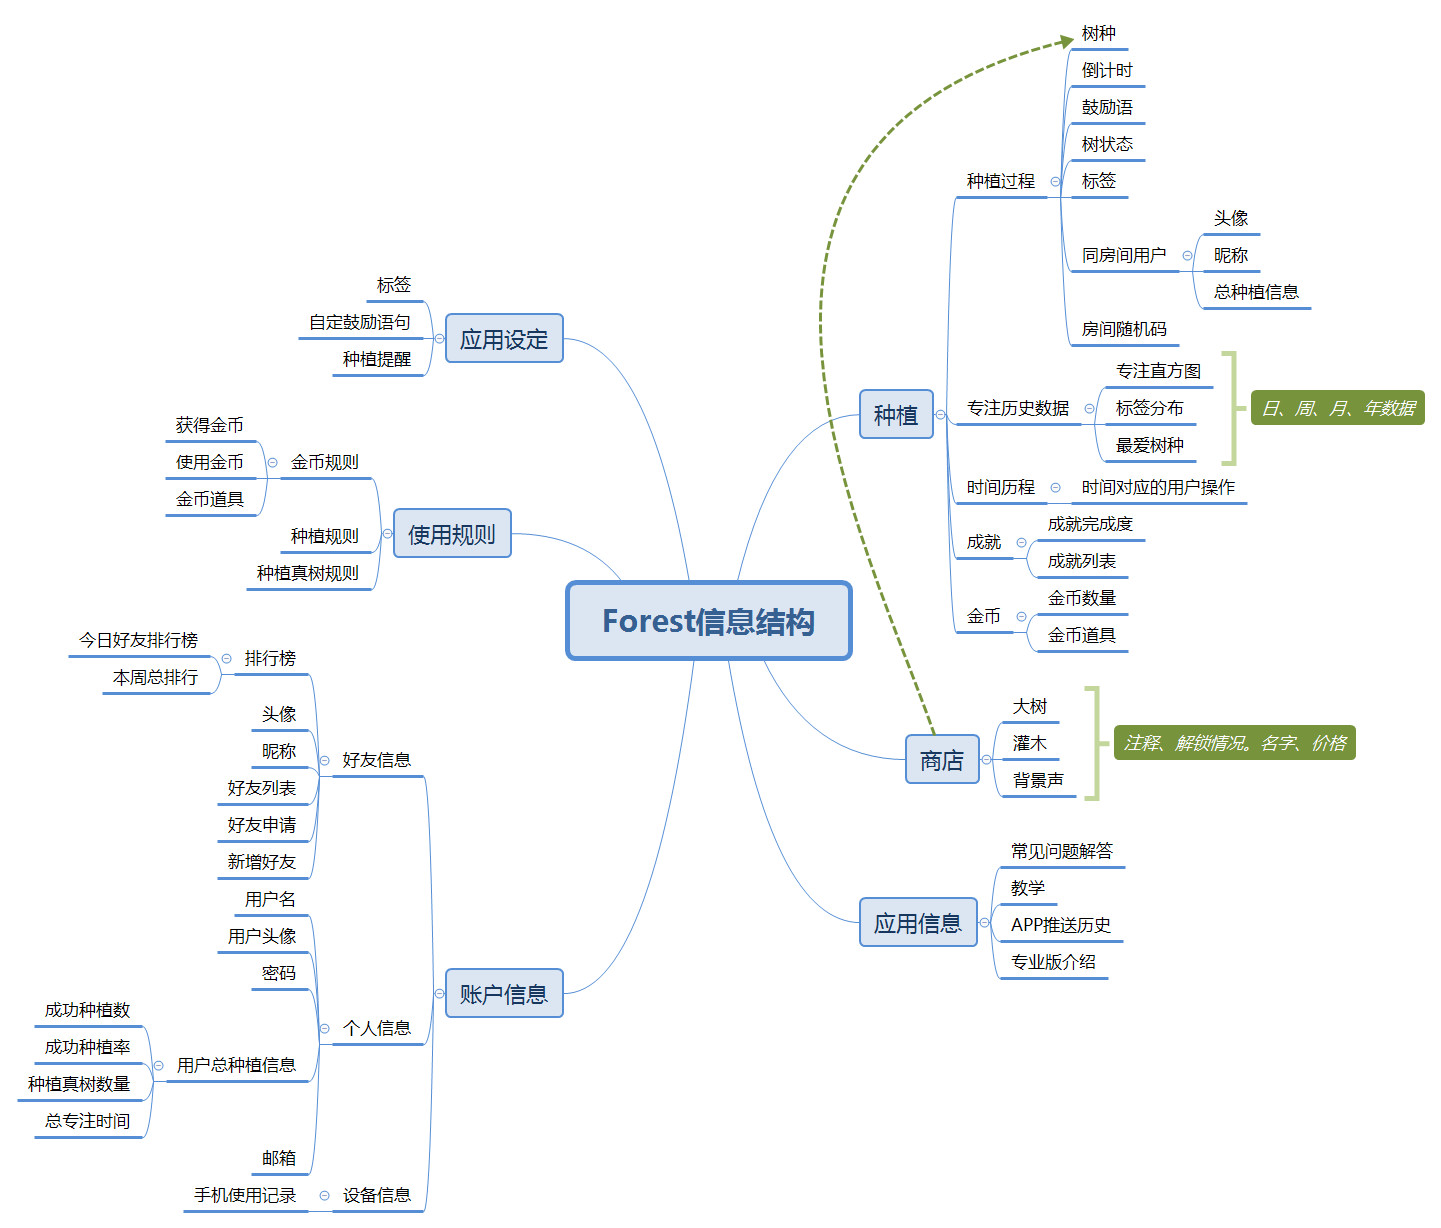 Forest信息结构
种植
种植过程
树种
倒计时
鼓励语
树状态
标签
同房间用户
头像
昵称
总种植信息
房间随机码
专注历史数据
专注直方图
标签分布
最爱树种
日、周、月、年数据
时间历程
时间对应的用户操作
成就
成就完成度
成就列表
金币
金币数量
金币道具
商店
大树
灌木
背景声
注释、解锁情况。名字、价格
应用信息
常见问题解答
教学
APP推送历史
专业版介绍
应用设定
标签
自定鼓励语句
种植提醒
使用规则
金币规则
获得金币
使用金币
金币道具
种植规则
种植真树规则
账户信息
好友信息
排行榜
今日好友排行榜
本周总排行
头像
昵称
好友列表
好友申请
新增好友
个人信息
用户名
用户头像
密码
用户总种植信息
成功种植数
成功种植率
种植真树数量
总专注时间
邮箱
设备信息
手机使用记录